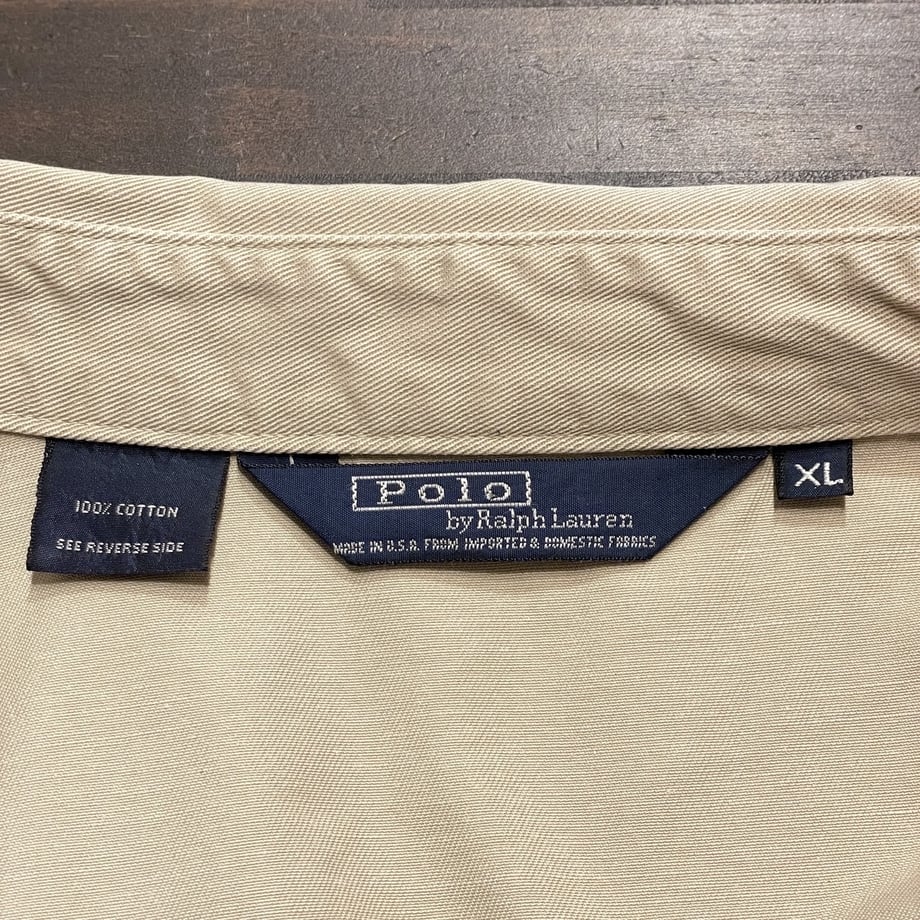 100% COTTON
SEE REVERSE SIDE
Polo
by Ralph Lauren
MADE IN U.S.A. FROM IMPORTED & DOMESTIC FABRICS
XL